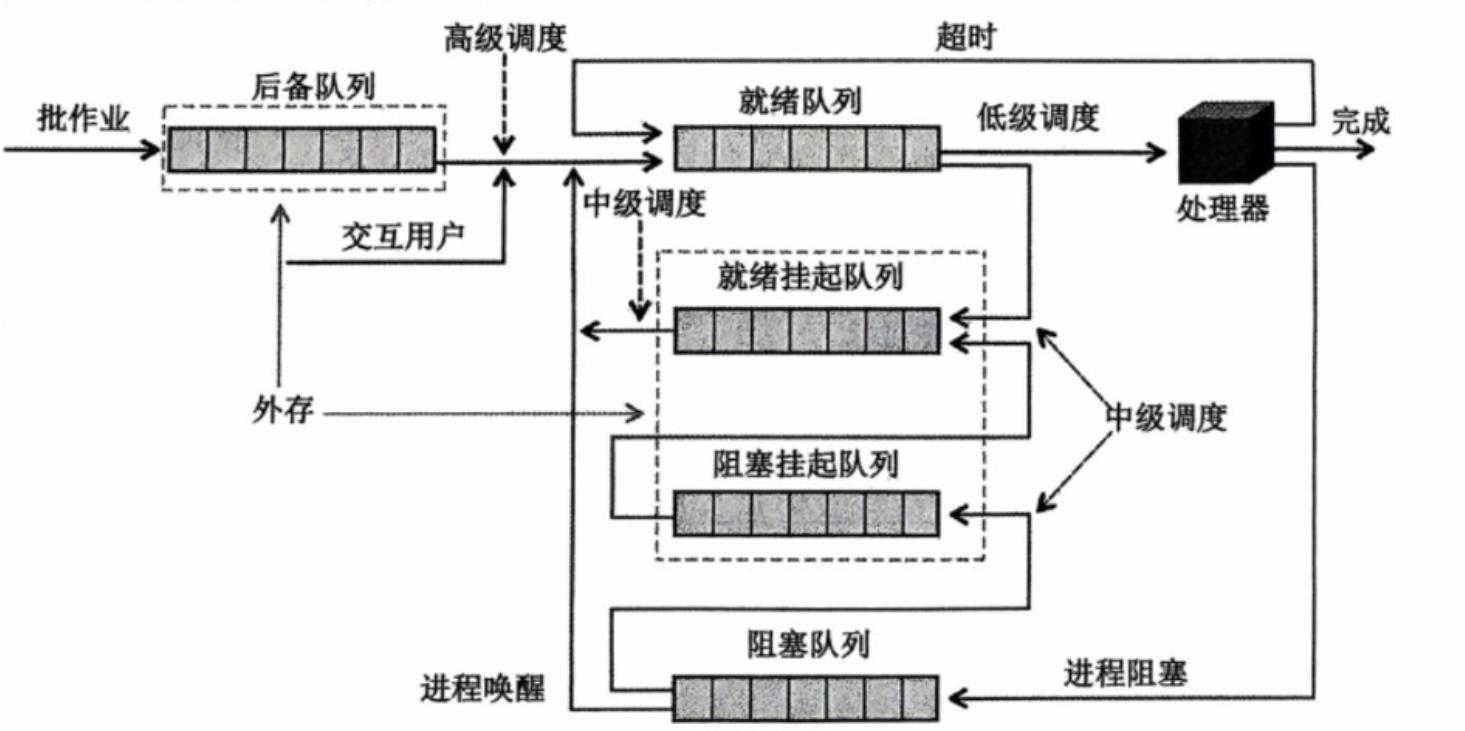 高级调度
超时
后备队列
就绪队列
批作业
低级调度
完成
中级调度
处理器
交互用户
就绪挂起队列
外存
中级调度
阻塞挂起队列
阻塞队列
进程唤醒
进程阻塞